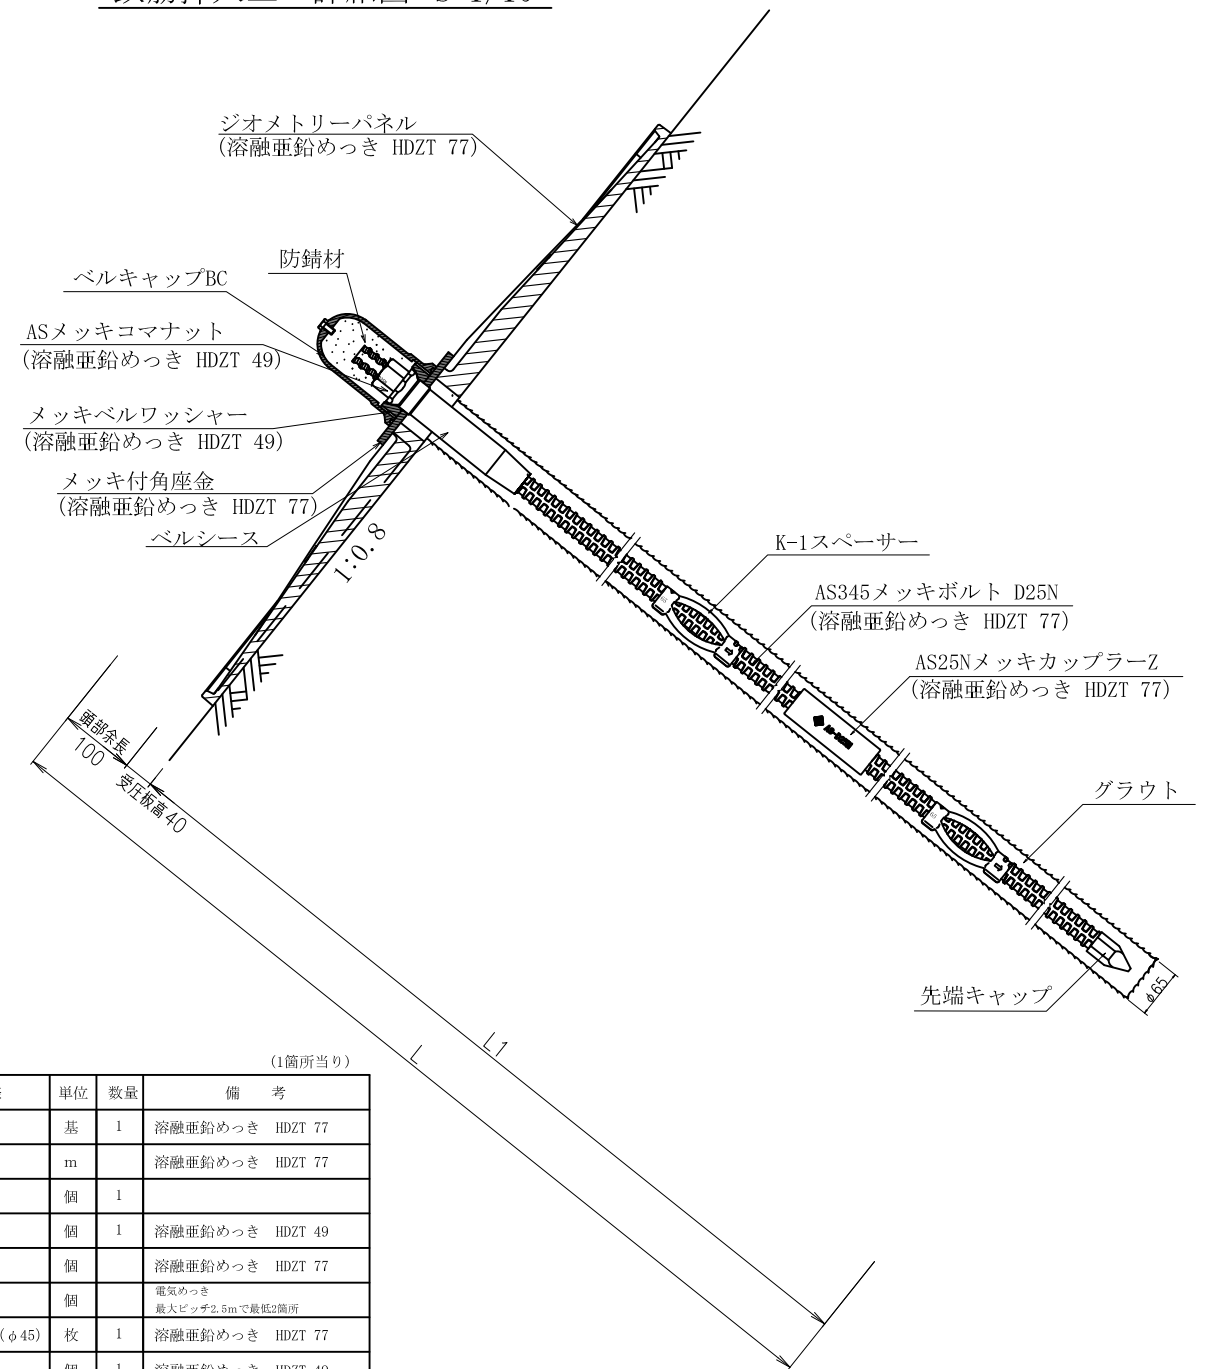 ジオメトリーパネル
(溶融亜鉛めっき HDZT 77)
防錆材
ベルキャップBC
ASメッキコマナット
(溶融亜鉛めっき HDZT 49)
メッキベルワッシャー
(溶融亜鉛めっき HDZT 49)
メッキ付角座金
(溶融亜鉛めっき HDZT 77)
ベルシース
1:0.8
K-1スペーサー
AS345メッキボルト D25N
(溶融亜鉛めっき HDZT 77)
AS25NメッキカップラーZ
(溶融亜鉛めっき HDZT 77)
グラウト
先端キャップ
φ65
頭部余長
100
受圧板高40
L1
L
(1箇所当り)
単位 数量 備 考
基 1 溶融亜鉛めっき HDZT 77
m 溶融亜鉛めっき HDZT 77
個 1
個 1 溶融亜鉛めっき HDZT 49
個 溶融亜鉛めっき HDZT 77
個 電気めっき
最大ピッチ2.5mで最低2箇所
(φ45) 枚 1 溶融亜鉛めっき HDZT 77
個 1 溶融亜鉛めっき HDZT 49